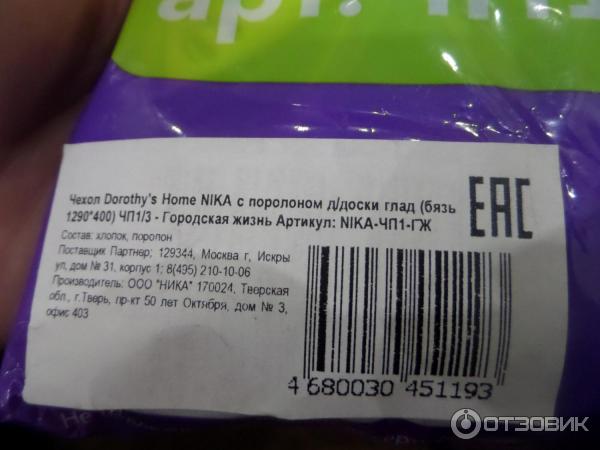 арт. ЧП1
Чехол Dorothy's Home NIKA с поролоном д/доски глад (бязь
1290*400) ЧП1/3 - Городская жизнь Артикул: NIKA-ЧП1-ГЖ
Состав: хлопок, поролон
Поставщик Партнер; 129344, Москва г, Искры
ул, дом № 31, корпус 1; 8(495) 210-10-06
Производитель: ООО "НИКА" 170024, Тверская
обл., г.Тверь, пр-кт 50 лет Октября, дом № 3,
офис 403
EAC
4 680030 451193
ОТЗОВИК